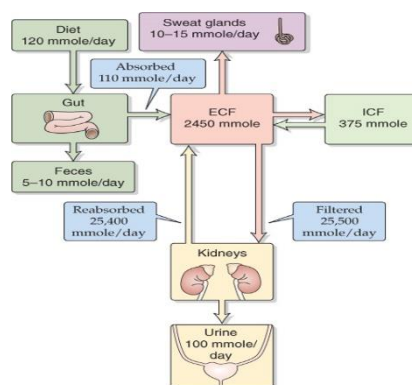 Diet
120 mmole/day
Sweat glands
10–15 mmole/day
Absorbed
110 mmole/day
Gut
ECF
2450 mmole
ICF
375 mmole
Feces
5–10 mmole/day
Reabsorbed
25,400
mmole/day
Filtered
25,500
mmole/day
Kidneys
Urine
100 mmole/
day